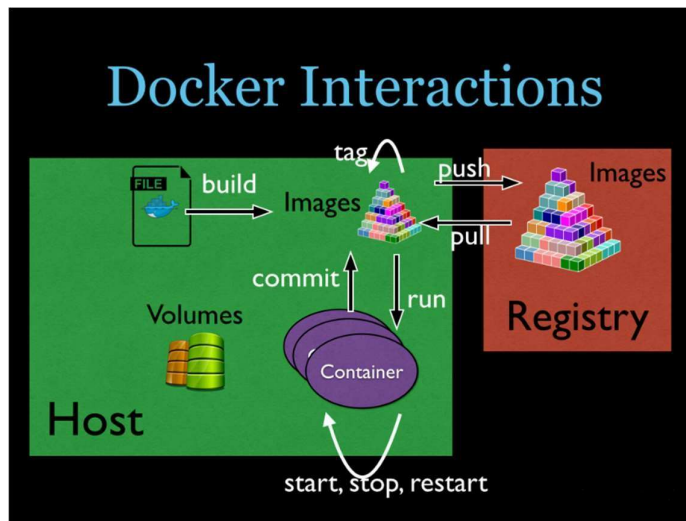 Docker Interactions
tag
FILE
build
Images
push
Images
pull
commit
run
Volumes
Registry
Container
Host
start, stop, restart